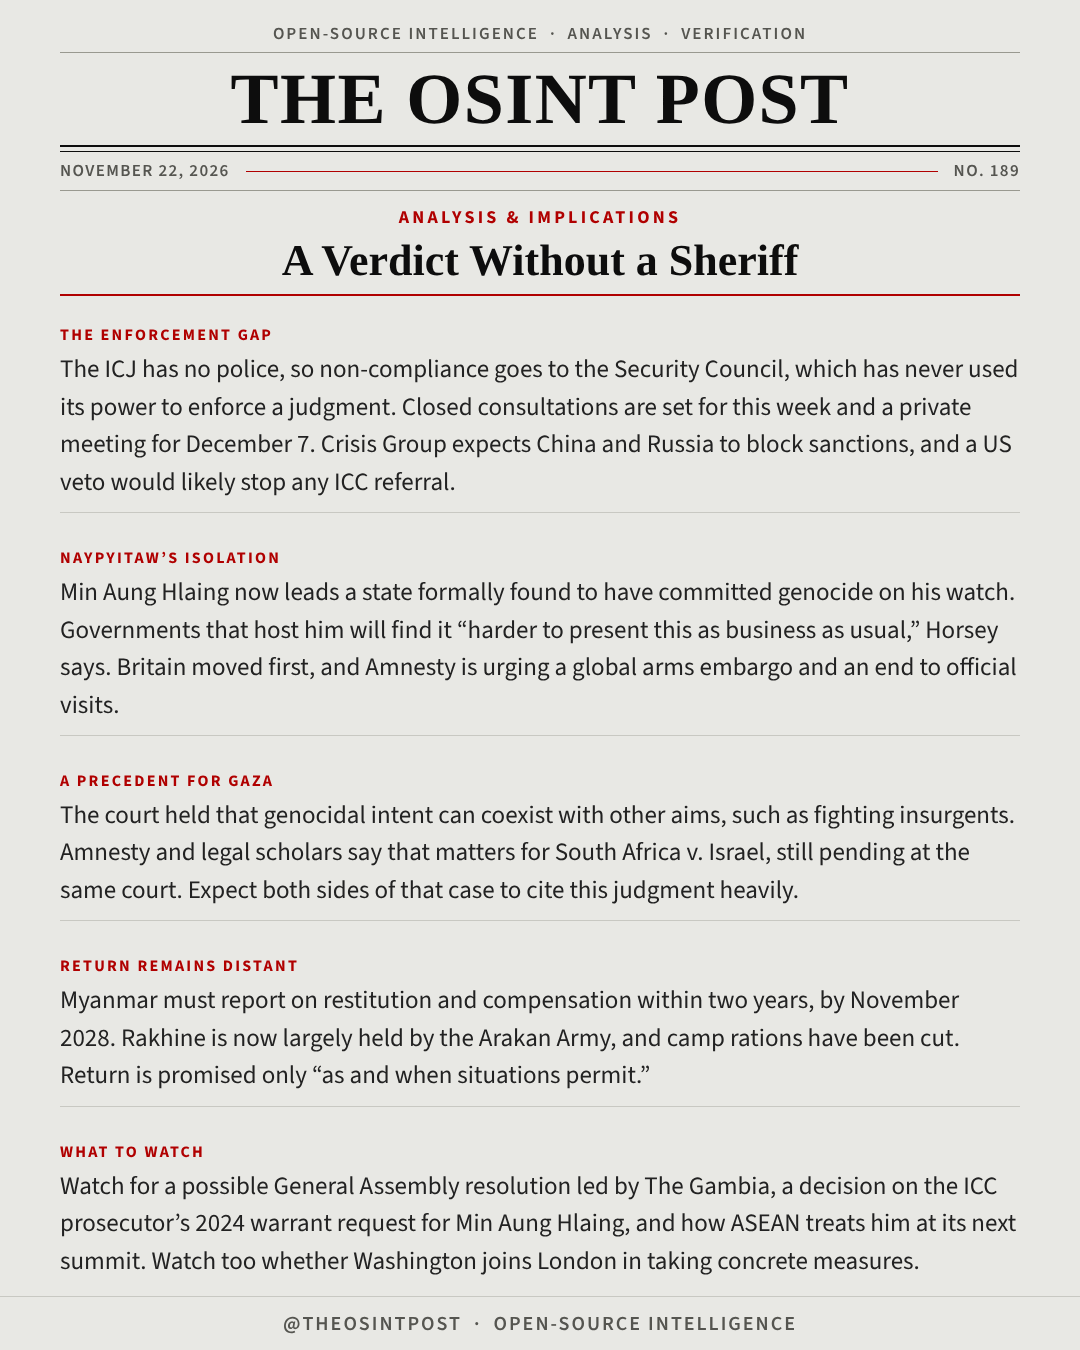 OPEN-SOURCE INTELLIGENCE · ANALYSIS · VERIFICATION
THE OSINT POST
NOVEMBER 22, 2026
NO. 189
ANALYSIS & IMPLICATIONS
A Verdict Without a Sheriff
THE ENFORCEMENT GAP
The ICJ has no police, so non-compliance goes to the Security Council, which has never used
its power to enforce a judgment. Closed consultations are set for this week and a private
meeting for December 7. Crisis Group expects China and Russia to block sanctions, and a US
veto would likely stop any ICC referral.
NAYPYITAW’S ISOLATION
Min Aung Hlaing now leads a state formally found to have committed genocide on his watch.
Governments that host him will find it “harder to present this as business as usual,” Horsey
says. Britain moved first, and Amnesty is urging a global arms embargo and an end to official
visits.
A PRECEDENT FOR GAZA
The court held that genocidal intent can coexist with other aims, such as fighting insurgents.
Amnesty and legal scholars say that matters for South Africa v. Israel, still pending at the
same court. Expect both sides of that case to cite this judgment heavily.
RETURN REMAINS DISTANT
Myanmar must report on restitution and compensation within two years, by November
2028. Rakhine is now largely held by the Arakan Army, and camp rations have been cut.
Return is promised only “as and when situations permit.”
WHAT TO WATCH
Watch for a possible General Assembly resolution led by The Gambia, a decision on the ICC
prosecutor’s 2024 warrant request for Min Aung Hlaing, and how ASEAN treats him at its next
summit. Watch too whether Washington joins London in taking concrete measures.
@THEOSINTPOST · OPEN-SOURCE INTELLIGENCE